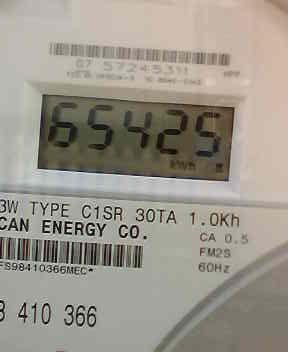 07 57245311
65425
kWh
3W TYPE C1SR 30TA 1.0Kh
CAN ENERGY CO.
CA 0.5
FM2S
60Hz
FS98410366MEC*
410 366